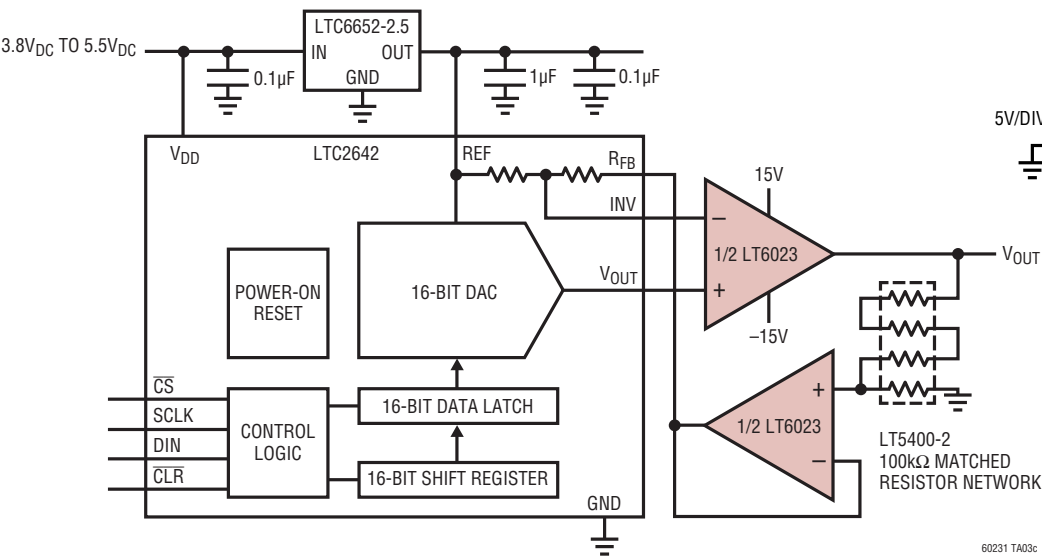 LTC6652-2.5
3.8VDC TO 5.5VDC
IN
OUT
GND
0.1µF
1µF
0.1µF
5V/DIV
VDD
LTC2642
REF
RFB
INV
15V
–
1/2 LT6023
+
–15V
VOUT
VOUT
POWER-ON
RESET
16-BIT DAC
CS
SCLK
DIN
CLR
CONTROL
LOGIC
16-BIT DATA LATCH
16-BIT SHIFT REGISTER
GND
+
1/2 LT6023
–
LT5400-2
100kΩ MATCHED
RESISTOR NETWORK
60231 TA03c